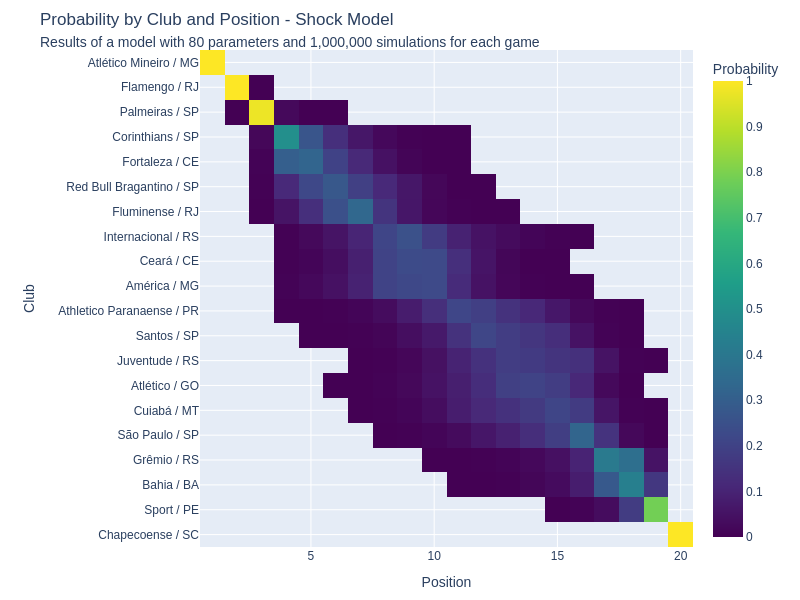 Probability by Club and Position - Shock Model
Results of a model with 80 parameters and 1,000,000 simulations for each game
Probability
Atlético Mineiro / MG
Flamengo / RJ
Palmeiras / SP
Corinthians / SP
Fortaleza / CE
Red Bull Bragantino / SP
Fluminense / RJ
Internacional / RS
Ceará / CE
América / MG
Athletico Paranaense / PR
Santos / SP
Juventude / RS
Atlético / GO
Cuiabá / MT
São Paulo / SP
Grêmio / RS
Bahia / BA
Sport / PE
Chapecoense / SC
Club
5
10
15
20
Position
1
0.9
0.8
0.7
0.6
0.5
0.4
0.3
0.2
0.1
0